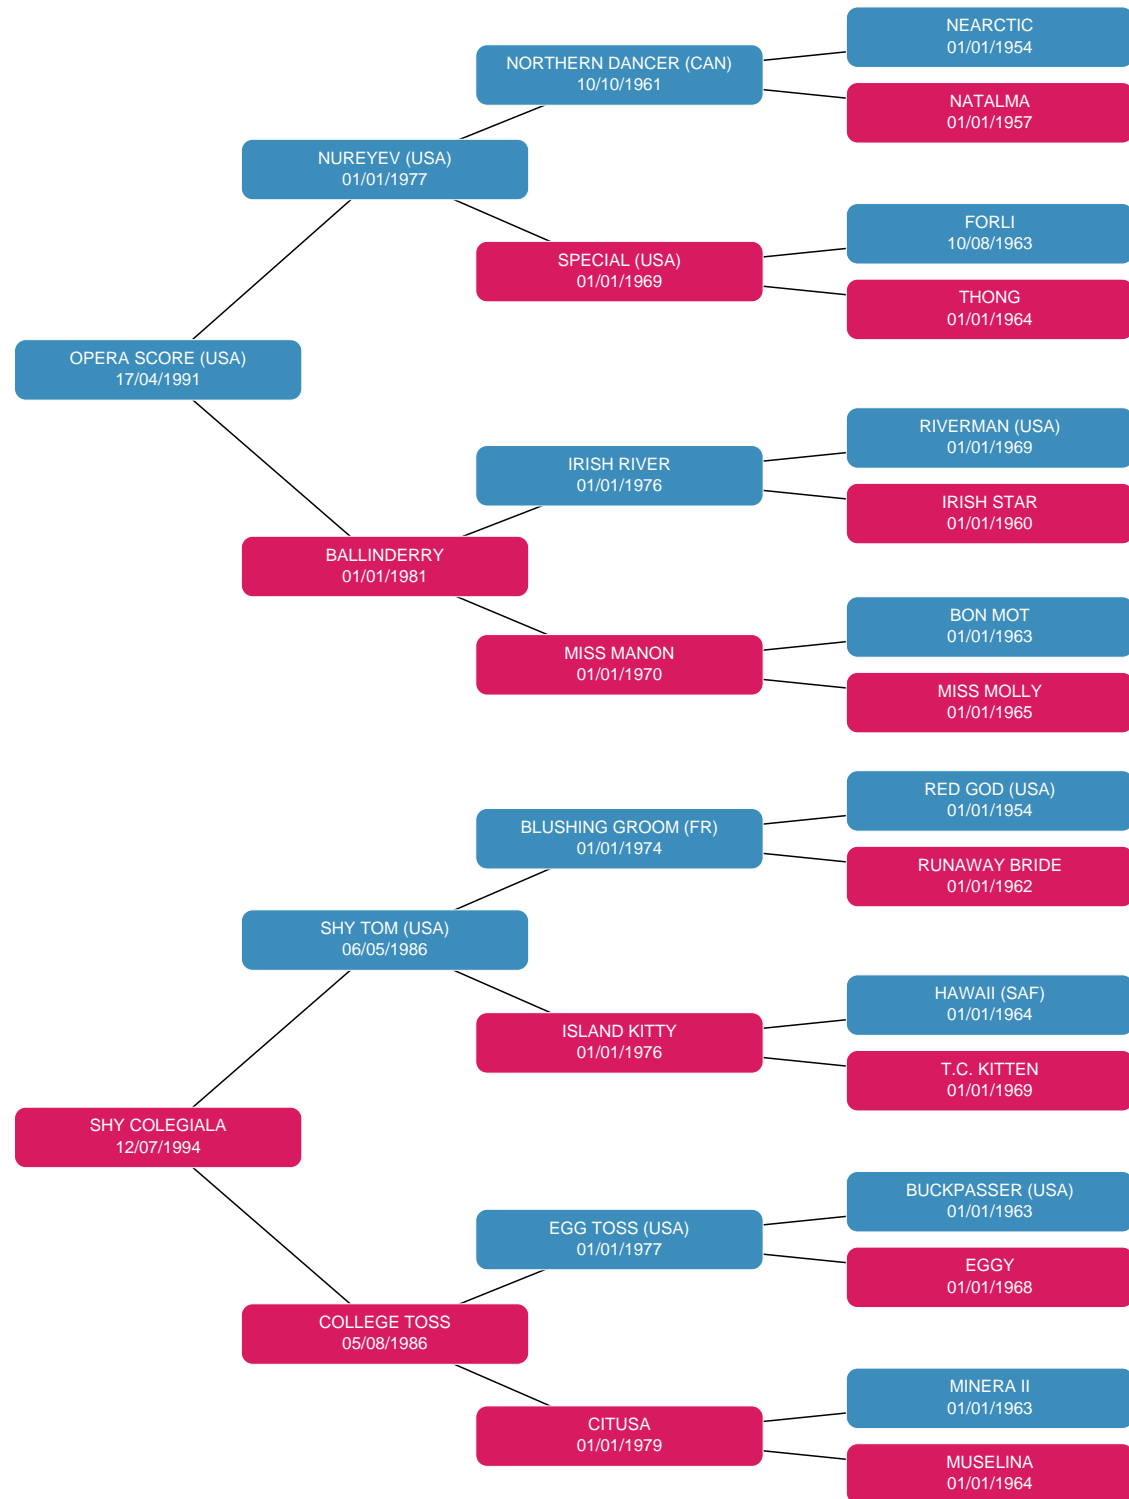 NEARCTIC
01/01/1954
NORTHERN DANCER (CAN)
10/10/1961
NATALMA
01/01/1957
NUREYEV (USA)
01/01/1977
FORLI
10/08/1963
SPECIAL (USA)
01/01/1969
THONG
01/01/1964
OPERA SCORE (USA)
17/04/1991
RIVERMAN (USA)
01/01/1969
IRISH RIVER
01/01/1976
IRISH STAR
01/01/1960
BALLINDERRY
01/01/1981
BON MOT
01/01/1963
MISS MANON
01/01/1970
MISS MOLLY
01/01/1965
RED GOD (USA)
01/01/1954
BLUSHING GROOM (FR)
01/01/1974
RUNAWAY BRIDE
01/01/1962
SHY TOM (USA)
06/05/1986
HAWAII (SAF)
01/01/1964
ISLAND KITTY
01/01/1976
T.C. KITTEN
01/01/1969
SHY COLEGIALA
12/07/1994
BUCKPASSER (USA)
01/01/1963
EGG TOSS (USA)
01/01/1977
EGGY
01/01/1968
COLLEGE TOSS
05/08/1986
MINERA II
01/01/1963
CITUSA
01/01/1979
MUSELINA
01/01/1964